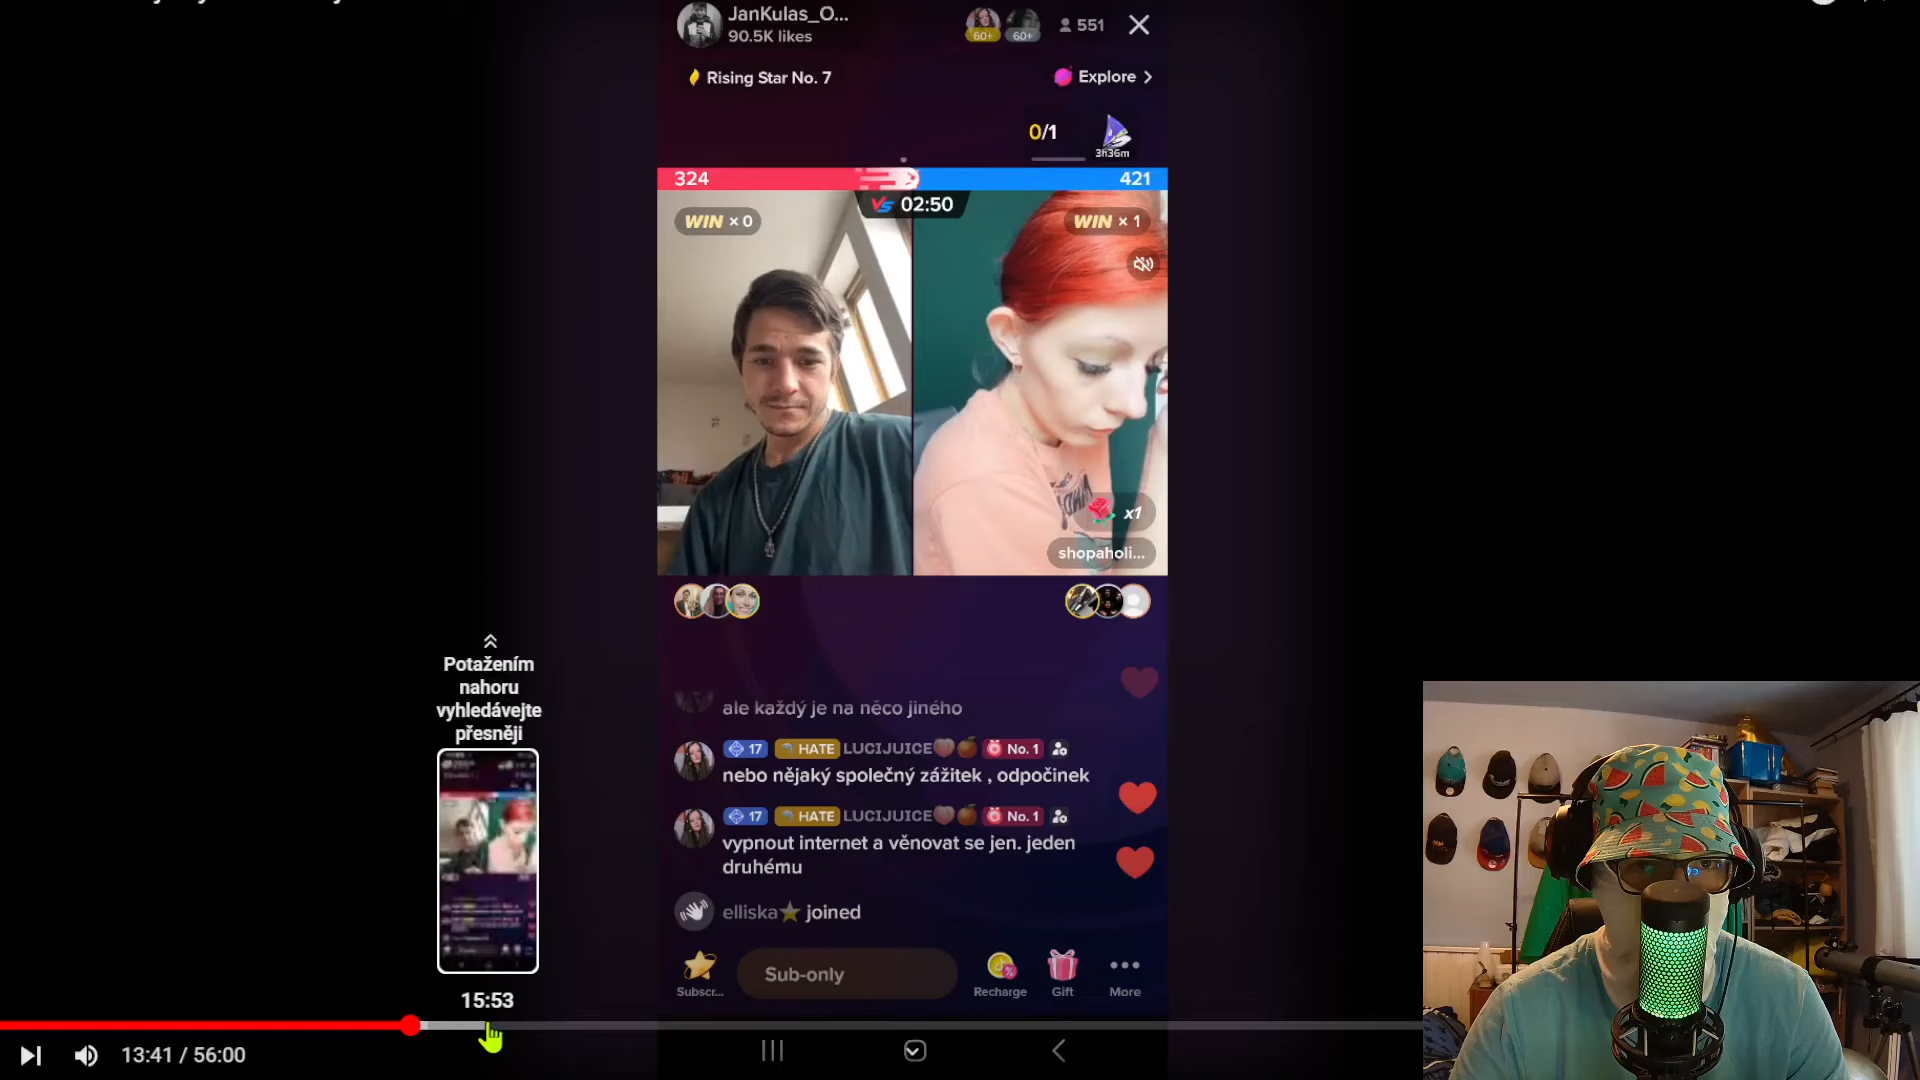 JanKulas_O...
90.5K likes
60+
60+
551
Rising Star No. 7
Explore
0/1
3h36m
324
421
VS 02:50
WIN × 0
WIN × 1
x1
shopaholi...
Potažením
nahoru
vyhledávejte
přesněji
ale každý je na něco jiného
17 HATE LUCIJUICE No. 1
nebo nějaký společný zážitek , odpočinek
17 HATE LUCIJUICE No. 1
vypnout internet a věnovat se jen. jeden
druhému
elliska joined
Sub-only
Subscr...
Recharge
Gift
More
15:53
13:41 / 56:00